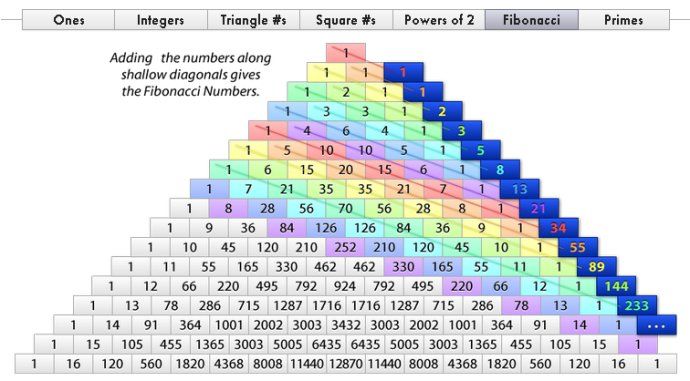 Ones Integers Triangle #s Square #s Powers of 2 Fibonacci Primes
Adding the numbers along
shallow diagonals gives
the Fibonacci Numbers.
1
1 1 1
1 2 1 1
1 3 3 1 2
1 4 6 4 1 3
1 5 10 10 5 1 5
1 6 15 20 15 6 1 8
1 7 21 35 35 21 7 1 13
1 8 28 56 70 56 28 8 1 21
1 9 36 84 126 126 84 36 9 1 34
1 10 45 120 210 252 210 120 45 10 1 55
1 11 55 165 330 462 462 330 165 55 11 1 89
1 12 66 220 495 792 924 792 495 220 66 12 1 144
1 13 78 286 715 1287 1716 1716 1287 715 286 78 13 1 233
1 14 91 364 1001 2002 3003 3432 3003 2002 1001 364 91 14 1 ...
1 15 105 455 1365 3003 5005 6435 6435 5005 3003 1365 455 105 15 1
1 16 120 560 1820 4368 8008 11440 12870 11440 8008 4368 1820 560 120 16 1